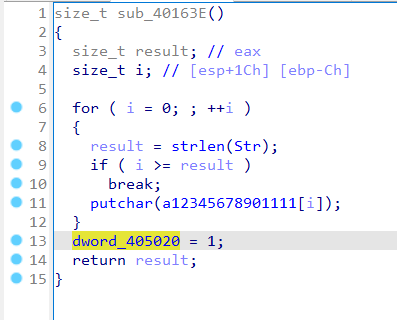 1 size_t sub_40163E()
2 {
3 size_t result; // eax
4 size_t i; // [esp+1Ch] [ebp-Ch]
5
6 for ( i = 0; ; ++i )
7 {
8 result = strlen(Str);
9 if ( i >= result )
10 break;
11 putchar(a12345678901111[i]);
12 }
13 dword_405020 = 1;
14 return result;
15 }